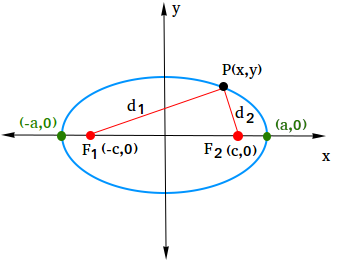 y
P(x,y)
d1
d2
(-a,0)
(a,0)
F1 (-c,0)
F2 (c,0)
x